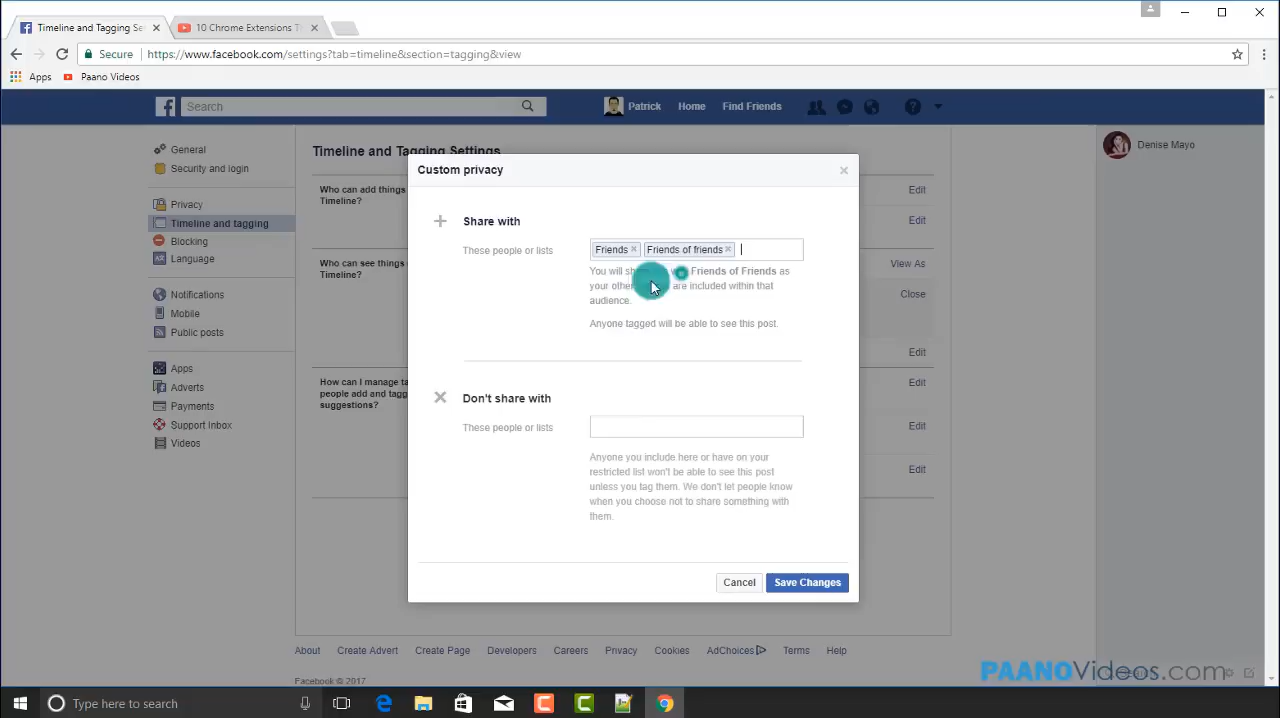 Timeline and Tagging Se
10 Chrome Extensions T
Secure
https://www.facebook.com/settings?tab=timeline&section=tagging&view
Apps
Paano Videos
Search
Patrick
Home
Find Friends
General
Security and login
Privacy
Timeline and tagging
Blocking
Language
Notifications
Mobile
Public posts
Apps
Adverts
Payments
Support Inbox
Videos
Timeline and Tagging Settings
Who can add things
Timeline?
Who can see things
Timeline?
How can I manage ta
people add and tagg
suggestions?
Edit
Edit
View As
Close
Edit
Edit
Edit
Edit
Denise Mayo
Custom privacy
Share with
These people or lists
Friends
Friends of friends
You will sh Friends of Friends as
your other are included within that
audience.
Anyone tagged will be able to see this post.
Don't share with
These people or lists
Anyone you include here or have on your
restricted list won't be able to see this post
unless you tag them. We don't let people know
when you choose not to share something with
them.
Cancel
Save Changes
About
Create Advert
Create Page
Developers
Careers
Privacy
Cookies
AdChoices
Terms
Help
Facebook © 2017
PAANOVideos.com
Type here to search